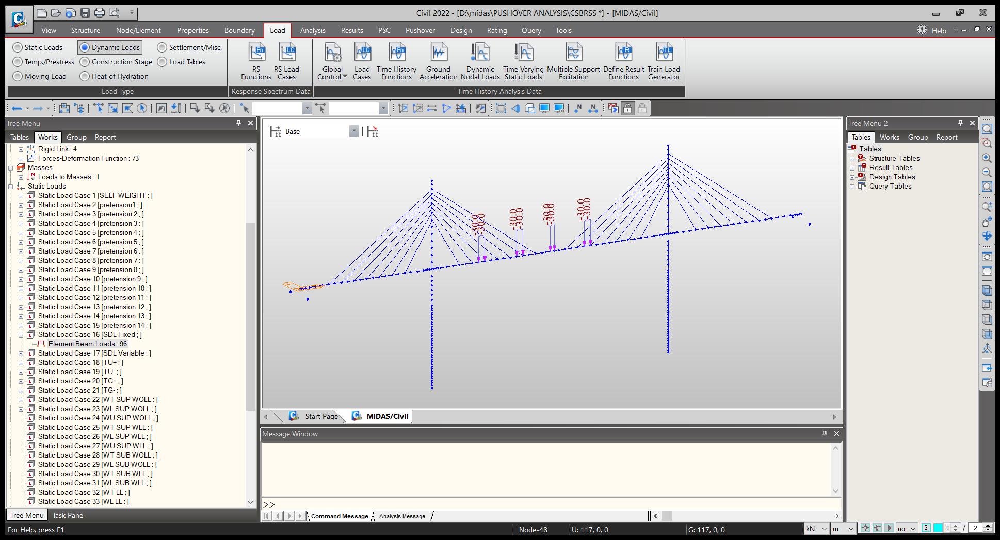 Civil 2022 - [D:\midas\PUSHOVER ANALYSIS\CSBRSS *] - [MIDAS/Civil]
View Structure Node/Element Properties Boundary Load Analysis Results PSC Pushover Design Rating Query Tools Help
Static Loads Dynamic Loads Settlement/Misc.
Temp./Prestress Construction Stage Load Tables
Moving Load Heat of Hydration
Load Type
RS Functions
RS Load Cases
Response Spectrum Data
Global Control
Load Cases
Time History Functions
Ground Acceleration
Dynamic Nodal Loads
Time Varying Static Loads
Multiple Support Excitation
Define Result Functions
Train Load Generator
Time History Analysis Data
Tree Menu
Tables Works Group Report
Rigid Link : 4
Forces-Deformation Function : 73
Masses
Loads to Masses : 1
Static Loads
Static Load Case 1 [SELF WEIGHT ; ]
Static Load Case 2 [pretension1 ; ]
Static Load Case 3 [pretension 2 ; ]
Static Load Case 4 [pretension 3 ; ]
Static Load Case 5 [pretension 4 ; ]
Static Load Case 6 [pretension 5 ; ]
Static Load Case 7 [pretension 6 ; ]
Static Load Case 8 [pretension 7 ; ]
Static Load Case 9 [pretension 8 ; ]
Static Load Case 10 [pretension 9 ; ]
Static Load Case 11 [pretension 10 ; ]
Static Load Case 12 [pretension 11 ; ]
Static Load Case 13 [pretension 12 ; ]
Static Load Case 14 [pretension 13 ; ]
Static Load Case 15 [pretension 14 ; ]
Static Load Case 16 [SDL Fixed ; ]
Element Beam Loads : 96
Static Load Case 17 [SDL Variable ; ]
Static Load Case 18 [TU+ ; ]
Static Load Case 19 [TU- ; ]
Static Load Case 20 [TG+ ; ]
Static Load Case 21 [TG- ; ]
Static Load Case 22 [WT SUP WOLL ; ]
Static Load Case 23 [WL SUP WOLL ; ]
Static Load Case 24 [WU SUP WOLL ; ]
Static Load Case 25 [WT SUP WLL ; ]
Static Load Case 26 [WL SUP WLL ; ]
Static Load Case 27 [WU SUP WLL ; ]
Static Load Case 28 [WT SUB WOLL ; ]
Static Load Case 29 [WL SUB WOLL ; ]
Static Load Case 30 [WT SUB WLL ; ]
Static Load Case 31 [WL SUB WLL ; ]
Static Load Case 32 [WT LL ; ]
Static Load Case 33 [WL LL ; ]
Tree Menu Task Pane
Base
-30.0 -30.0 -30.0 -30.0 -30.0 -30.0 -30.0 -30.0
Start Page MIDAS/Civil
Message Window
>>
Command Message Analysis Message
Tree Menu 2
Tables Works Group Report
Tables
Structure Tables
Result Tables
Design Tables
Query Tables
For Help, press F1 Node-48 U: 117, 0, 0 G: 117, 0, 0 kN m nor ? 0 / 2